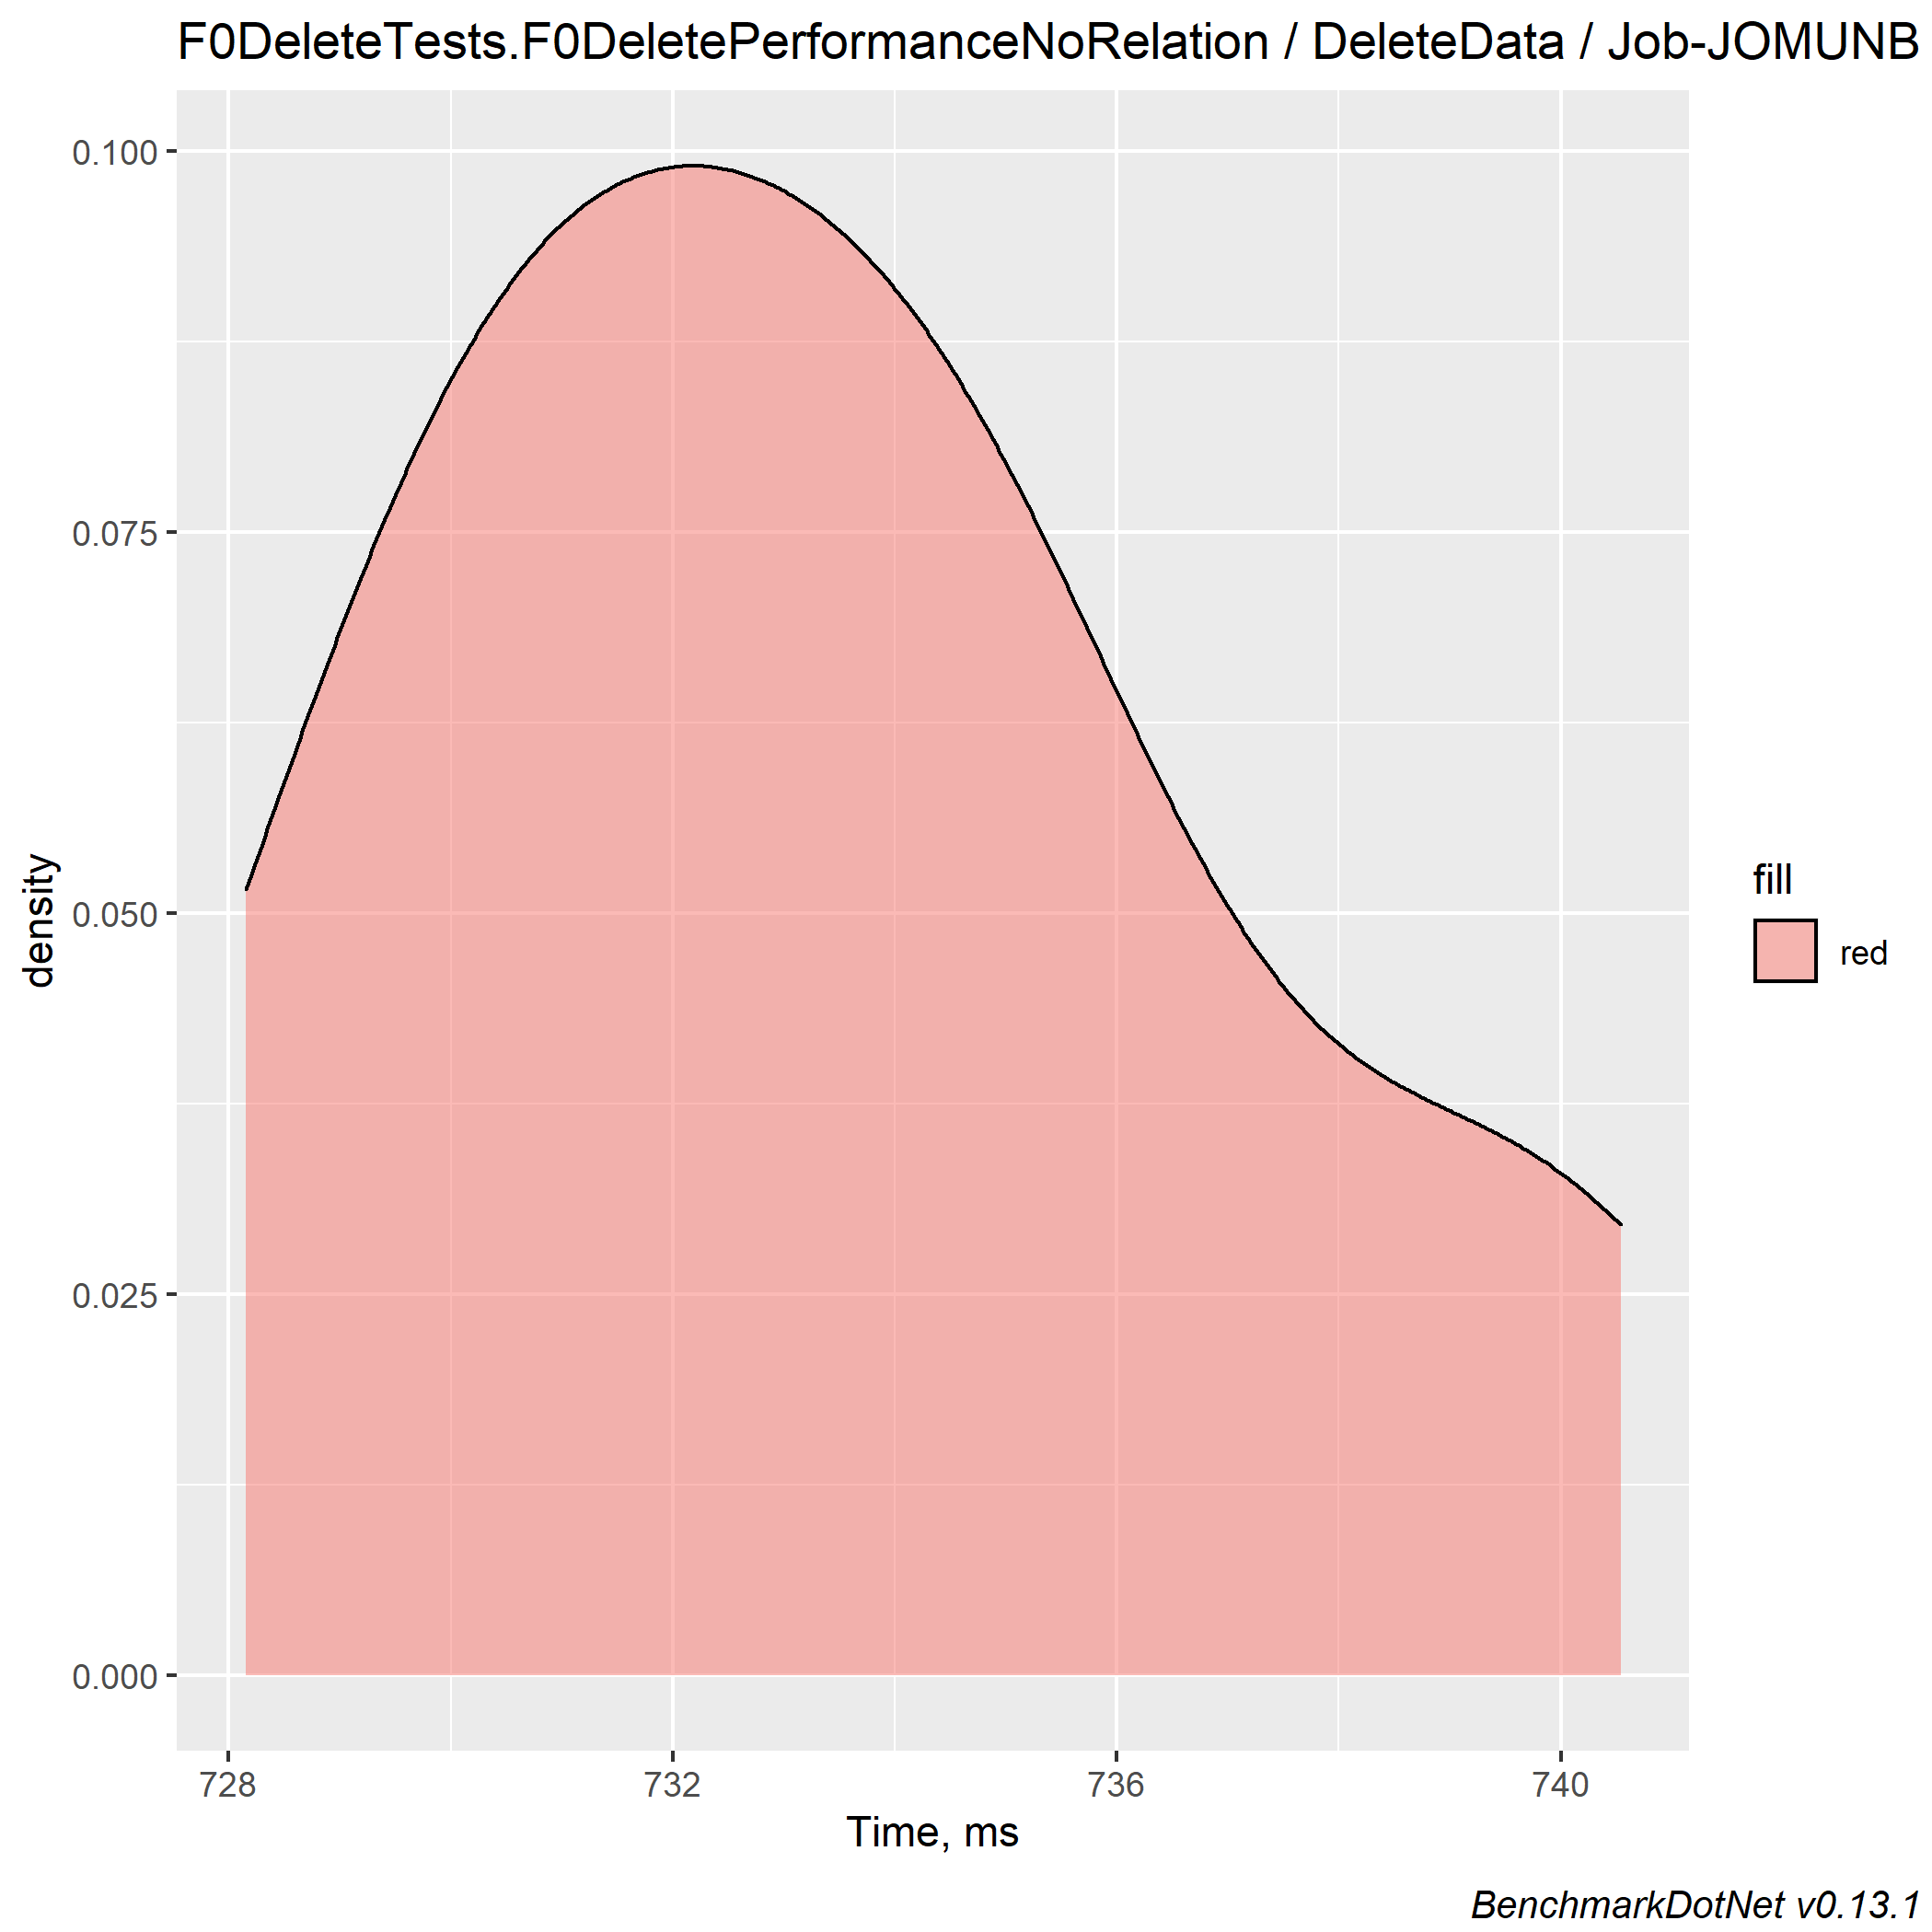 F0DeleteTests.F0DeletePerformanceNoRelation / DeleteData / Job-JOMUNB
0.100
0.075
0.050
0.025
0.000
density
728 732 736 740
Time, ms
fill
red
BenchmarkDotNet v0.13.1